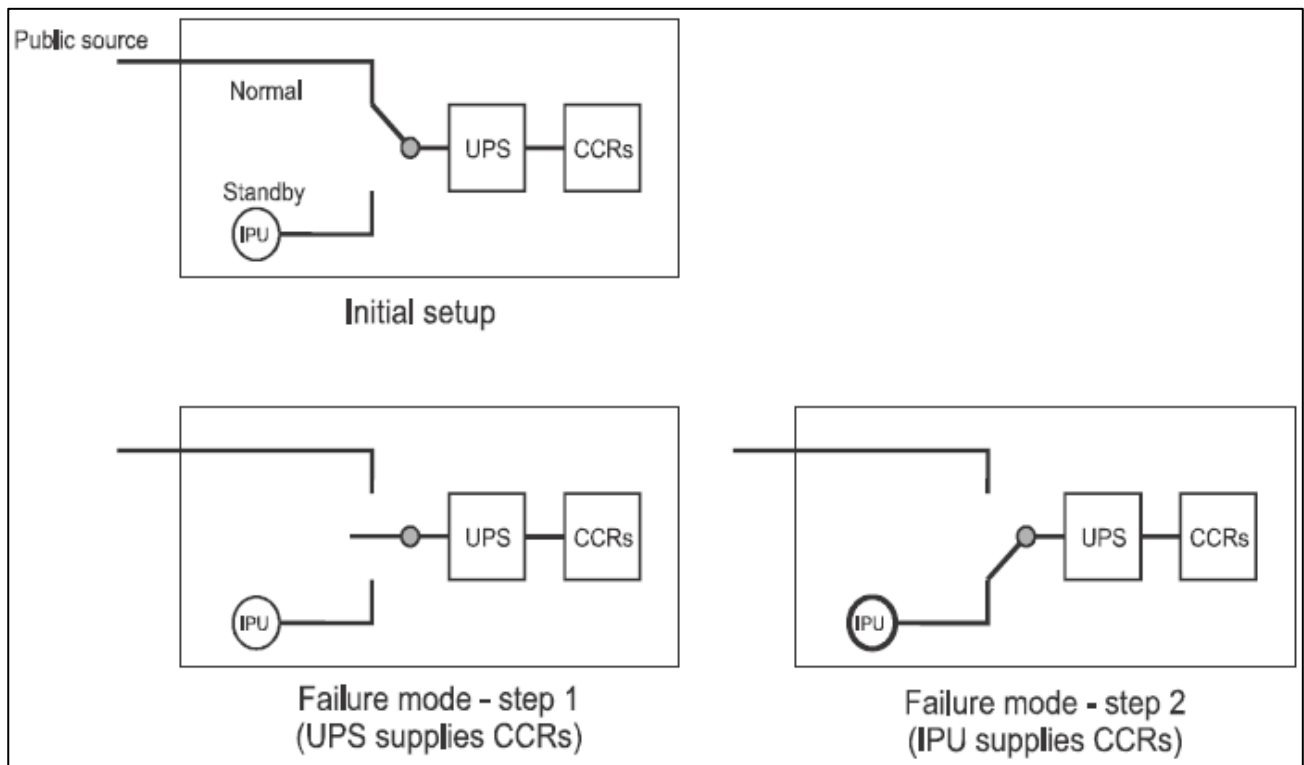 Public source
Normal
UPS
CCRs
Standby
IPU
Initial setup
UPS
CCRs
IPU
Failure mode - step 1
(UPS supplies CCRs)
UPS
CCRs
IPU
Failure mode - step 2
(IPU supplies CCRs)